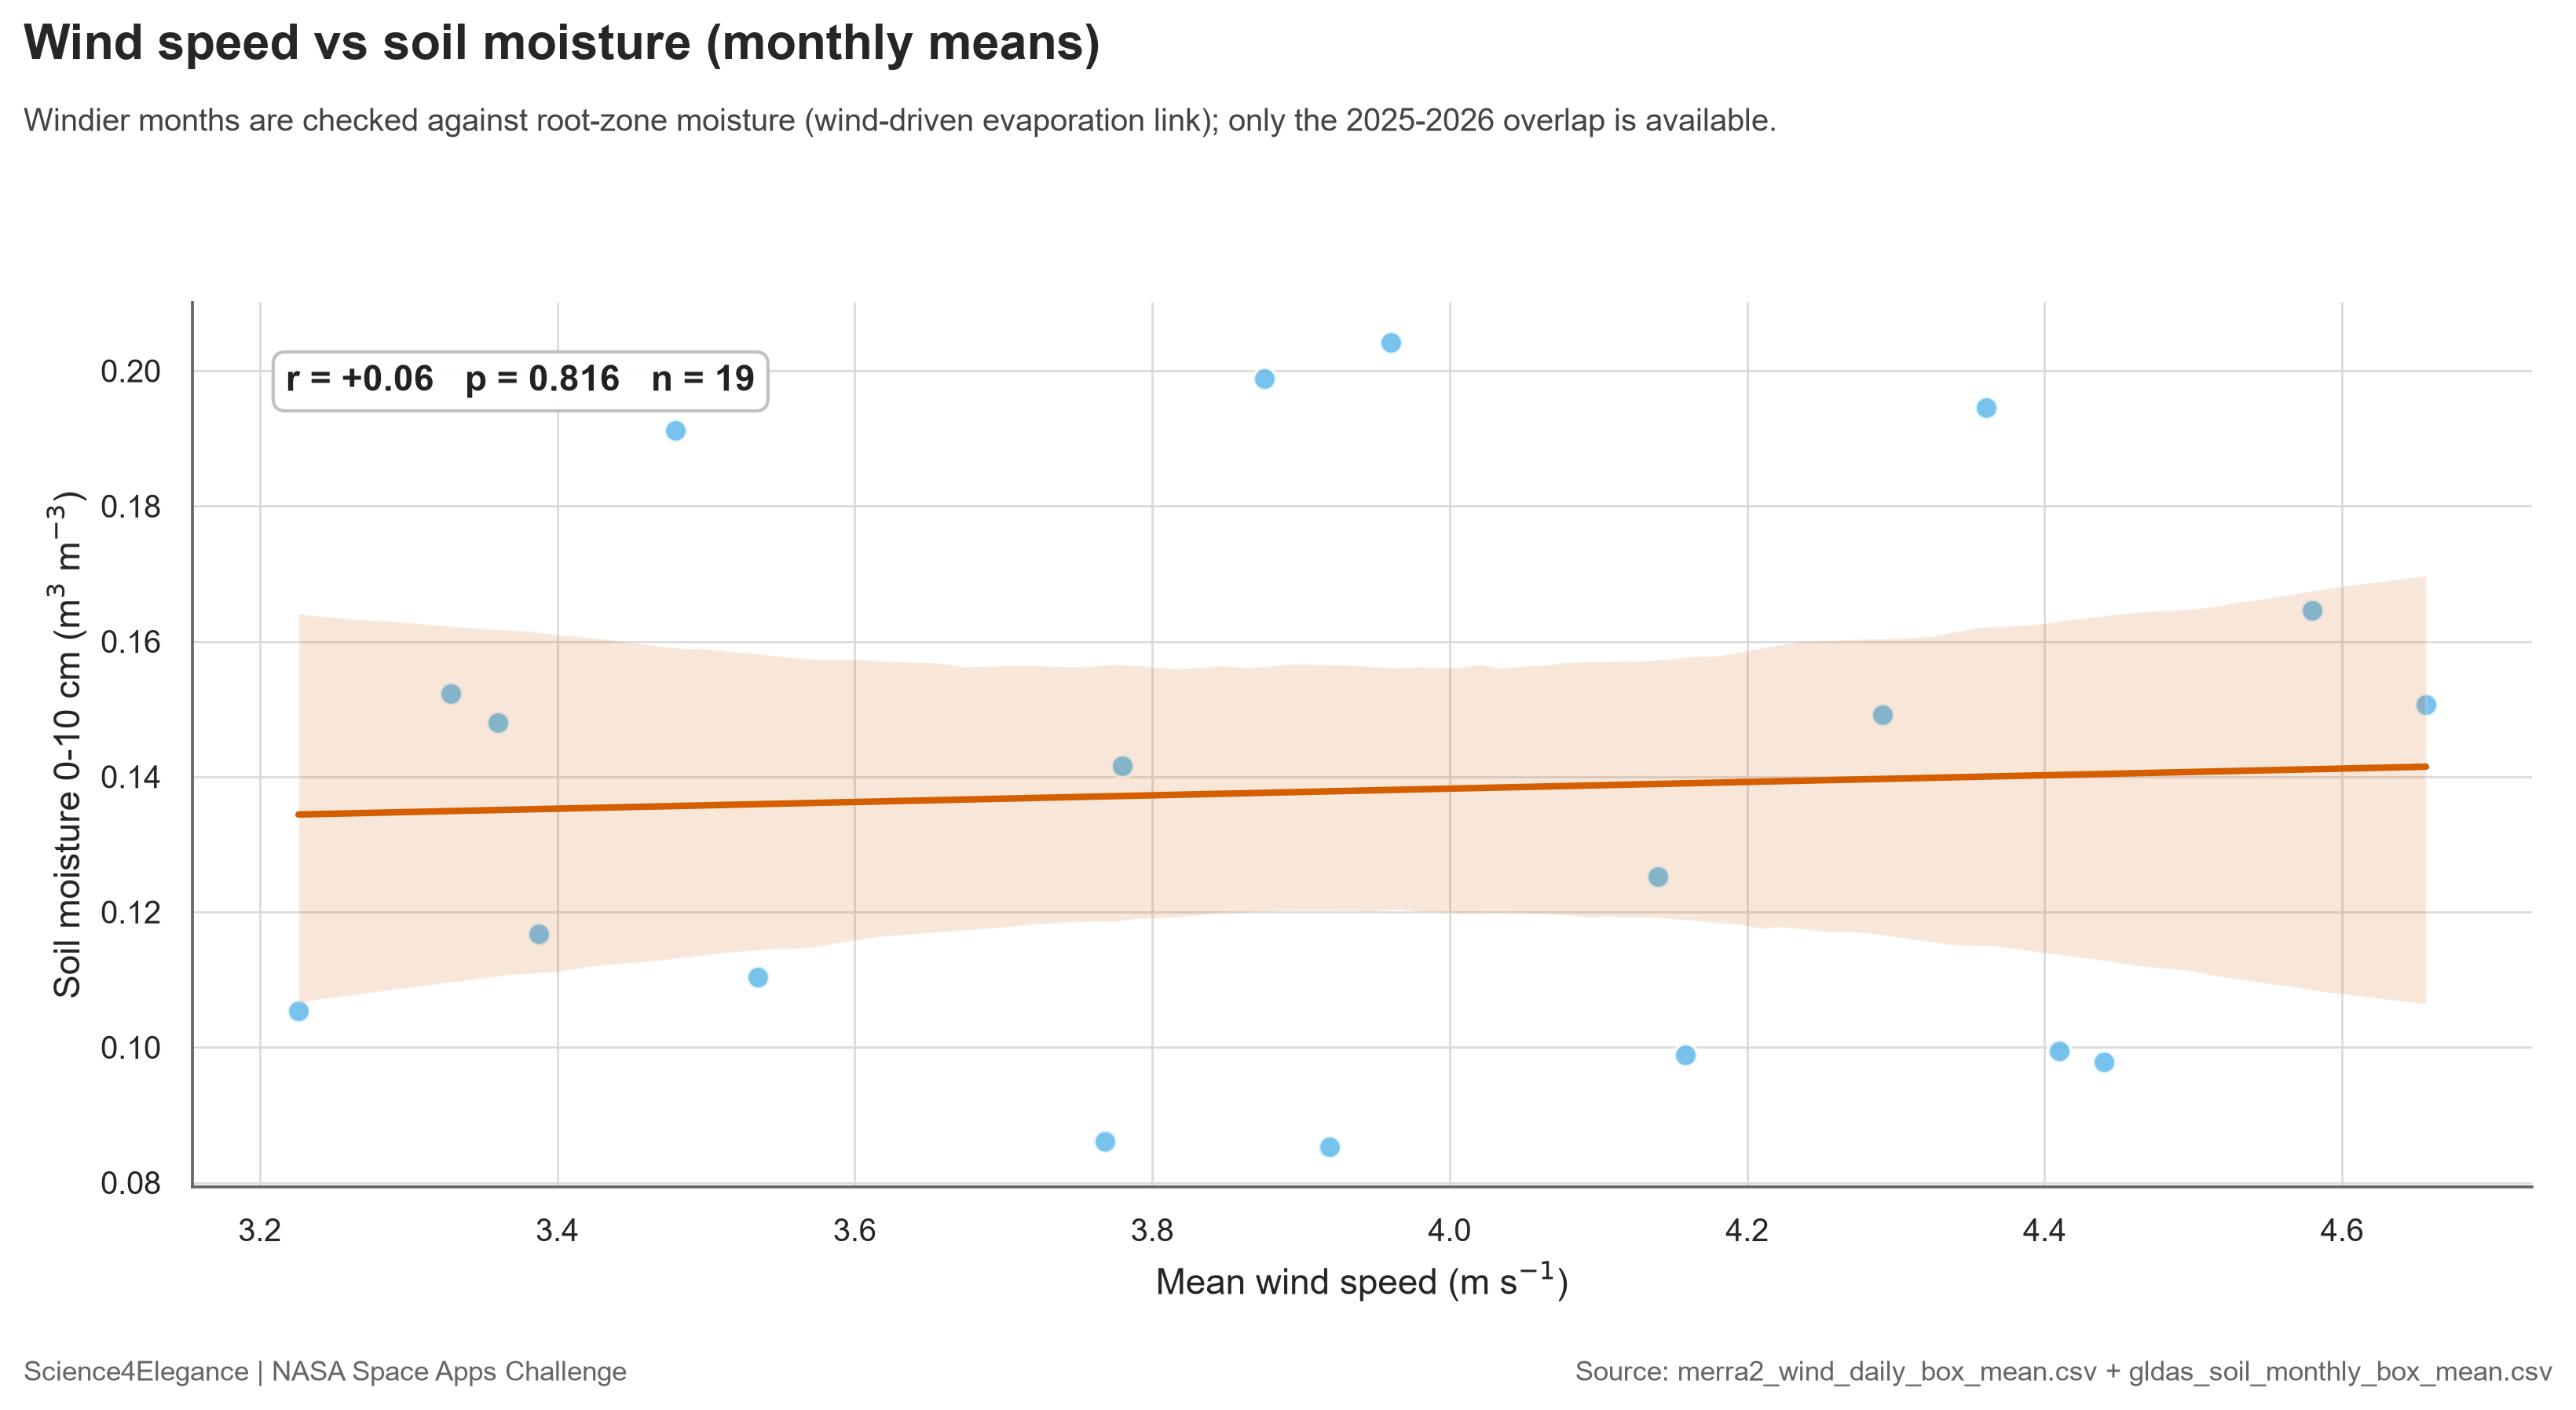 Wind speed vs soil moisture (monthly means)
Windier months are checked against root-zone moisture (wind-driven evaporation link); only the 2025-2026 overlap is available.
r = +0.06 p = 0.816 n = 19
Soil moisture 0-10 cm (m³ m⁻³)
0.20
0.18
0.16
0.14
0.12
0.10
0.08
3.2 3.4 3.6 3.8 4.0 4.2 4.4 4.6
Mean wind speed (m s⁻¹)
Science4Elegance | NASA Space Apps Challenge
Source: merra2_wind_daily_box_mean.csv + gldas_soil_monthly_box_mean.csv